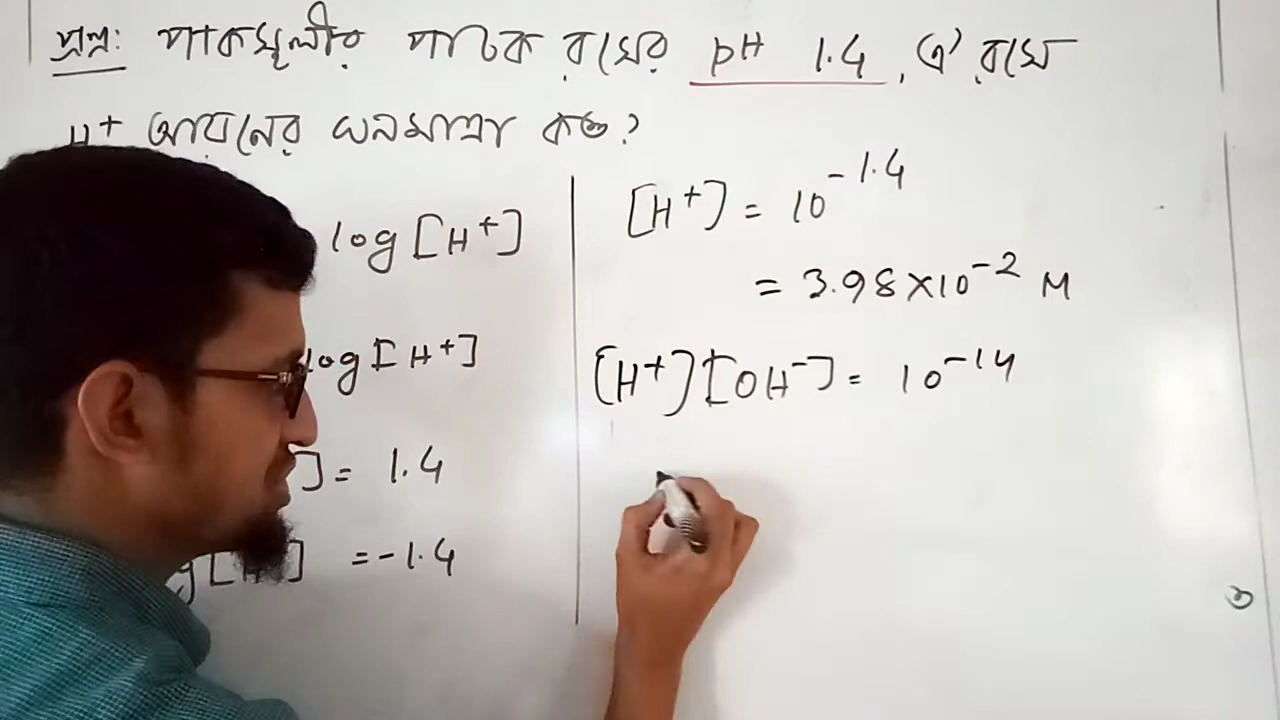 প্রশ্ন: পাকস্থলীর পাচক রসের pH 1.4, ঐ রসে
H⁺ আয়নের ঘনমাত্রা কত?
log [H⁺]
log [H⁺]
] = 1.4
g[H⁺] = -1.4
[H⁺] = 10^-1.4
= 3.98×10^-2 M
[H⁺][OH⁻] = 10^-14